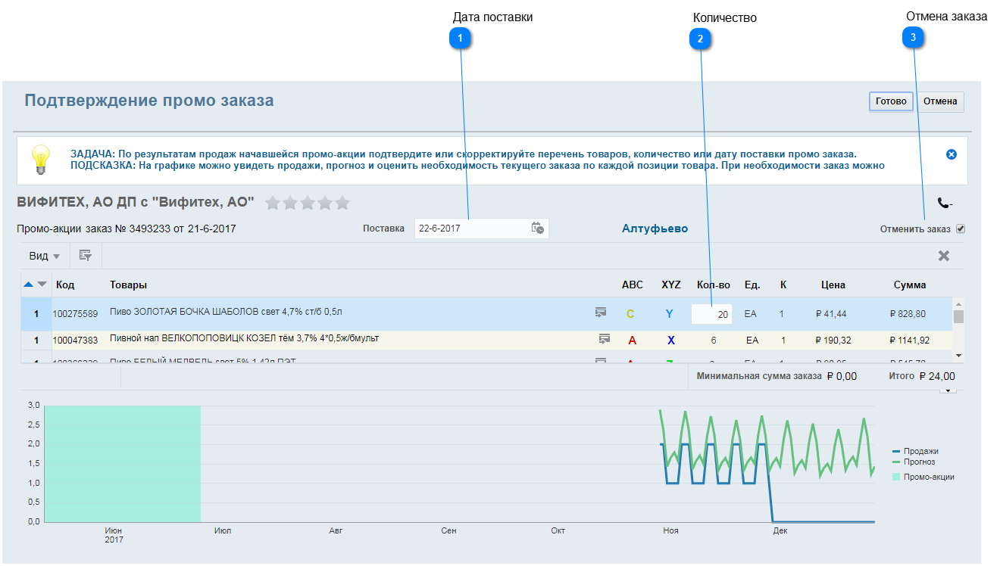 Дата поставки
Количество
Отмена заказа
1
2
3
Подтверждение промо заказа
Готово
Отмена
ЗАДАЧА: По результатам продаж начавшейся промо-акции подтвердите или скорректируйте перечень товаров, количество или дату поставки промо заказа.
ПОДСКАЗКА: На графике можно увидеть продажи, прогноз и оценить необходимость текущего заказа по каждой позиции товара. При необходимости заказ можно
ВИФИТЕХ, АО ДП с "Вифитех, АО"
-
Промо-акции заказ № 3493233 от 21-6-2017
Поставка 22-6-2017
Алтуфьево
Отменить заказ
Вид
Код Товары ABC XYZ Кол-во Ед. К Цена Сумма
1 100275589 Пиво ЗОЛОТАЯ БОЧКА ШАБОЛОВ свет 4,7% ст/б 0,5л C Y 20 EA 1 ₽ 41,44 ₽ 828,80
1 100047383 Пивной нап ВЕЛКОПОПОВИЦК КОЗЕЛ тём 3,7% 4*0,5ж/бмульт A X 6 EA 1 ₽ 190,32 ₽ 1141,92
Пиво БЕЛЫЙ МЕДВЕДЬ свет 5% 1,42л ПЭТ
Минимальная сумма заказа ₽ 0,00 Итого ₽ 24,00
3,0
2,5
2,0
1,5
1,0
0,5
0,0
Июн Июл Авг Сен Окт Ноя Дек
2017
Продажи
Прогноз
Промо-акции